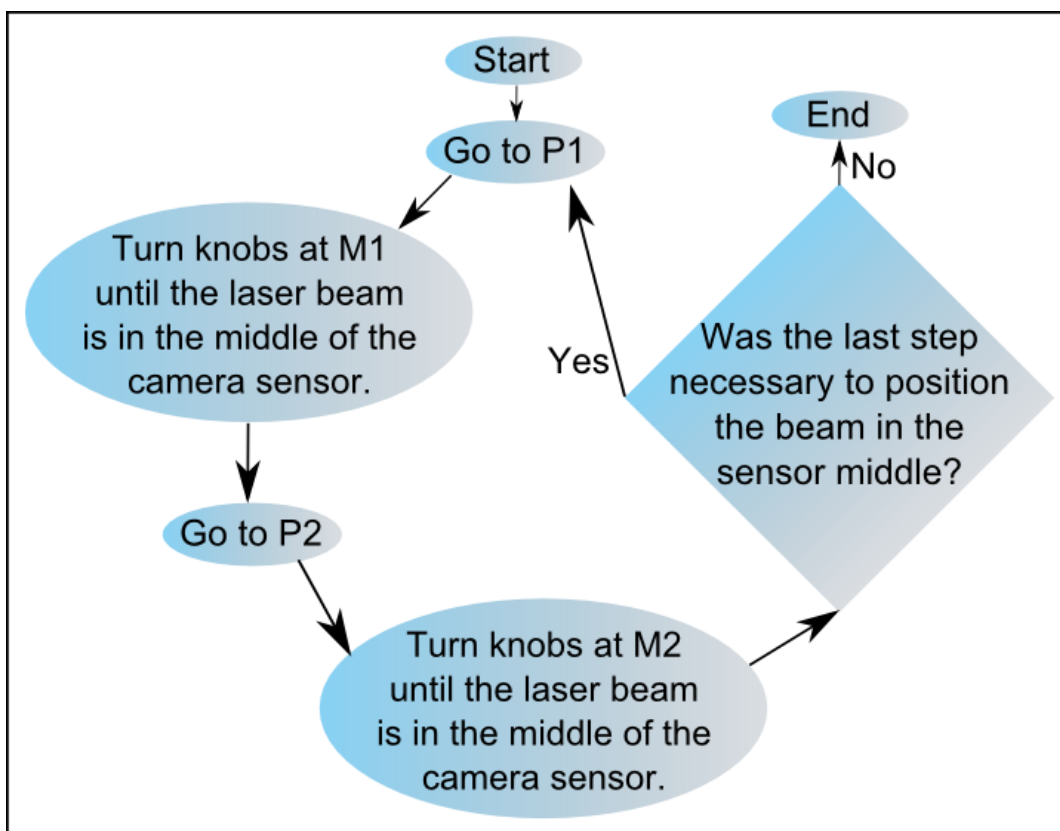 Start
Go to P1
Turn knobs at M1
until the laser beam
is in the middle of the
camera sensor.
Go to P2
Turn knobs at M2
until the laser beam
is in the middle of the
camera sensor.
Was the last step
necessary to position
the beam in the
sensor middle?
Yes
No
End